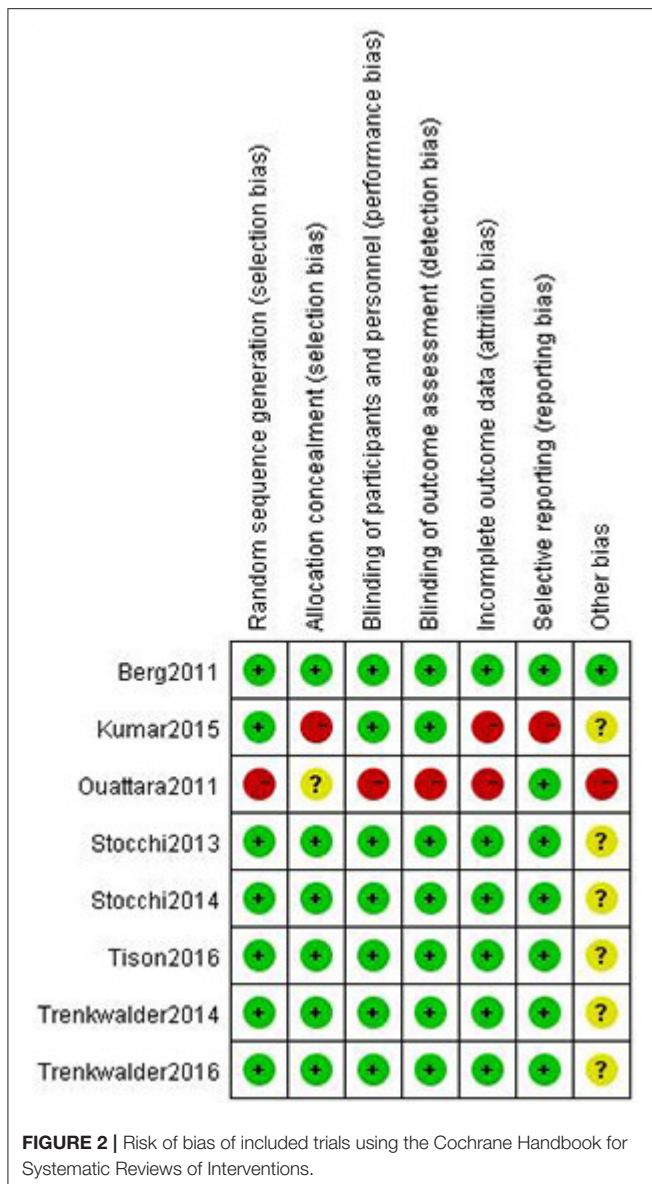 Random sequence generation (selection bias)
Allocation concealment (selection bias)
Blinding of participants and personnel (performance bias)
Blinding of outcome assessment (detection bias)
Incomplete outcome data (attrition bias)
Selective reporting (reporting bias)
Other bias
Berg2011 + + + + + + +
Kumar2015 + - + + - - ?
Ouattara2011 - ? - - - + -
Stocchi2013 + + + + + + ?
Stocchi2014 + + + + + + ?
Tison2016 + + + + + + ?
Trenkwalder2014 + + + + + + ?
Trenkwalder2016 + + + + + + ?
FIGURE 2 | Risk of bias of included trials using the Cochrane Handbook for
Systematic Reviews of Interventions.